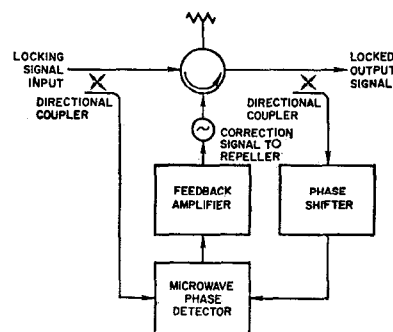 LOCKING
SIGNAL
INPUT
LOCKED
OUTPUT
SIGNAL
DIRECTIONAL
COUPLER
DIRECTIONAL
COUPLER
CORRECTION
SIGNAL TO
REPELLER
FEEDBACK
AMPLIFIER
PHASE
SHIFTER
MICROWAVE
PHASE
DETECTOR